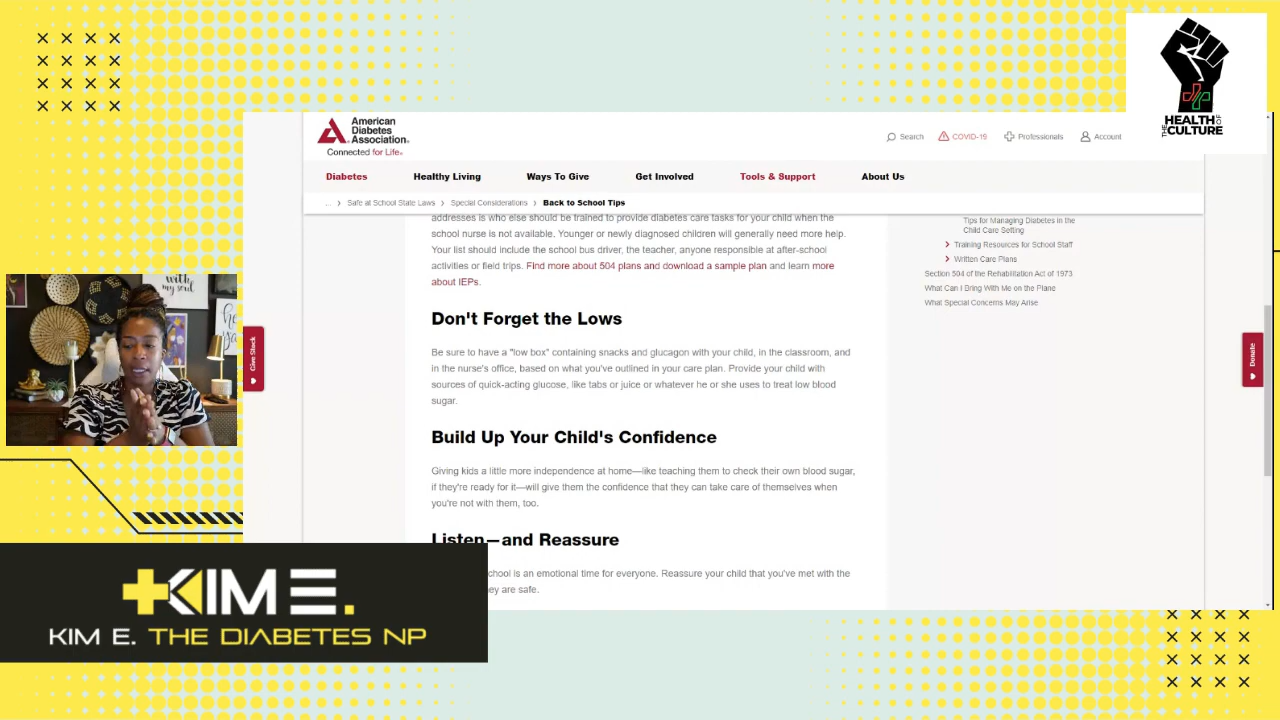 THE HEALTH OF CULTURE
American
Diabetes
Association®
Connected for Life®
Search
COVID-19
Professionals
Account
Diabetes
Healthy Living
Ways To Give
Get Involved
Tools & Support
About Us
... > Safe at School State Laws > Special Considerations > Back to School Tips
addresses is who else should be trained to provide diabetes care tasks for your child when the
school nurse is not available. Younger or newly diagnosed children will generally need more help.
Your list should include the school bus driver, the teacher, anyone responsible at after-school
activities or field trips. Find more about 504 plans and download a sample plan and learn more
about IEPs.
Tips for Managing Diabetes in the
Child Care Setting
Training Resources for School Staff
Written Care Plans
Section 504 of the Rehabilitation Act of 1973
What Can I Bring With Me on the Plane
What Special Concerns May Arise
Don't Forget the Lows
Be sure to have a "low box" containing snacks and glucagon with your child, in the classroom, and
in the nurse's office, based on what you've outlined in your care plan. Provide your child with
sources of quick-acting glucose, like tabs or juice or whatever he or she uses to treat low blood
sugar.
Build Up Your Child's Confidence
Giving kids a little more independence at home—like teaching them to check their own blood sugar,
if they're ready for it—will give them the confidence that they can take care of themselves when
you're not with them, too.
Listen—and Reassure
chool is an emotional time for everyone. Reassure your child that you've met with the
ey are safe.
Give Stock
Donate
with
my soul
+KIM E.
KIM E. THE DIABETES NP